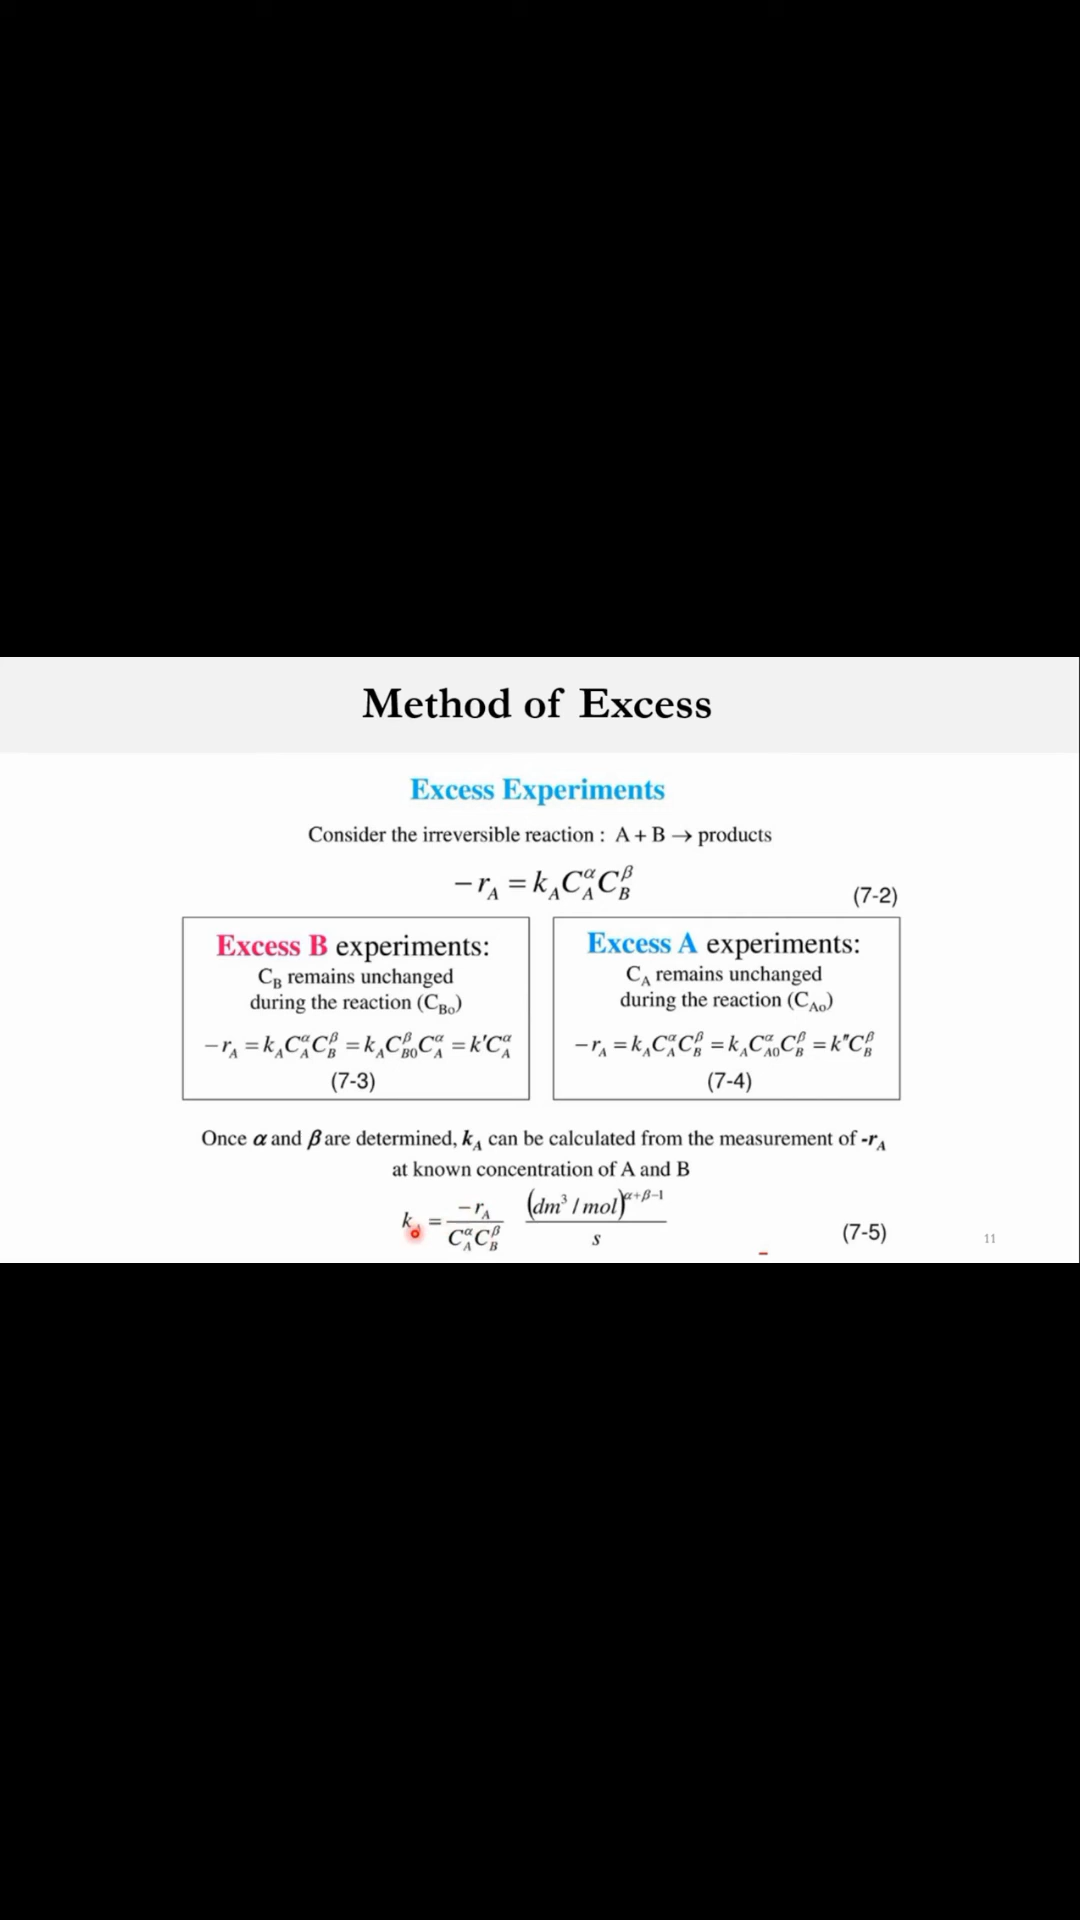 Method of Excess
Excess Experiments
Consider the irreversible reaction : A + B → products
−r_A = k_A C_A^α C_B^β
(7-2)
Excess B experiments:
C_B remains unchanged
during the reaction (C_Bo)
−r_A = k_A C_A^α C_B^β = k_A C_B0^β C_A^α = k′C_A^α
(7-3)
Excess A experiments:
C_A remains unchanged
during the reaction (C_Ao)
−r_A = k_A C_A^α C_B^β = k_A C_A0^α C_B^β = k″C_B^β
(7-4)
Once α and β are determined, k_A can be calculated from the measurement of -r_A
at known concentration of A and B
k = −r_A / C_A^α C_B^β (dm³ / mol)^α+β−1 / s
(7-5)
11